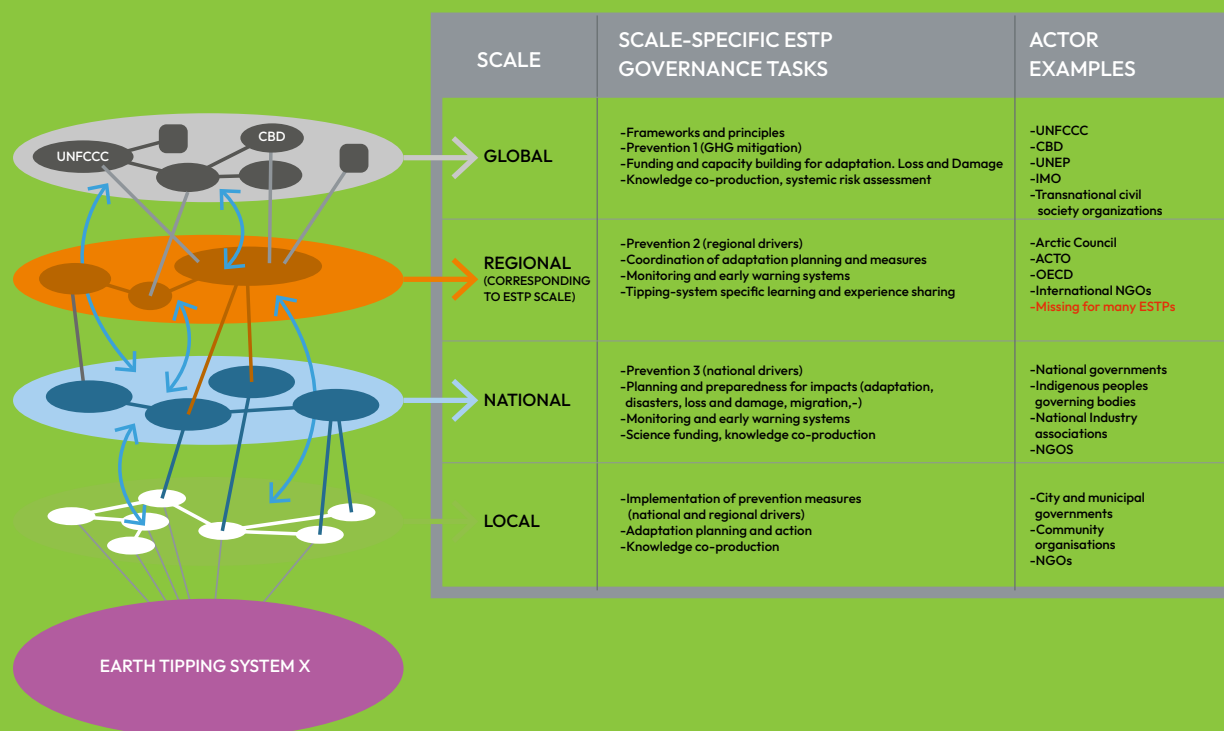 SCALE
SCALE-SPECIFIC ESTP
GOVERNANCE TASKS
ACTOR
EXAMPLES
UNFCCC
CBD
GLOBAL
-Frameworks and principles
-Prevention 1 (GHG mitigation)
-Funding and capacity building for adaptation. Loss and Damage
-Knowledge co-production, systemic risk assessment
-UNFCCC
-CBD
-UNEP
-IMO
-Transnational civil
society organizations
REGIONAL
(CORRESPONDING
TO ESTP SCALE)
-Prevention 2 (regional drivers)
-Coordination of adaptation planning and measures
-Monitoring and early warning systems
-Tipping-system specific learning and experience sharing
-Arctic Council
-ACTO
-OECD
-International NGOs
-Missing for many ESTPs
NATIONAL
-Prevention 3 (national drivers)
-Planning and preparedness for impacts (adaptation,
disasters, loss and damage, migration,-)
-Monitoring and early warning systems
-Science funding, knowledge co-production
-National governments
-Indigenous peoples
governing bodies
-National Industry
associations
-NGOS
LOCAL
-Implementation of prevention measures
(national and regional drivers)
-Adaptation planning and action
-Knowledge co-production
-City and municipal
governments
-Community
organisations
-NGOs
EARTH TIPPING SYSTEM X